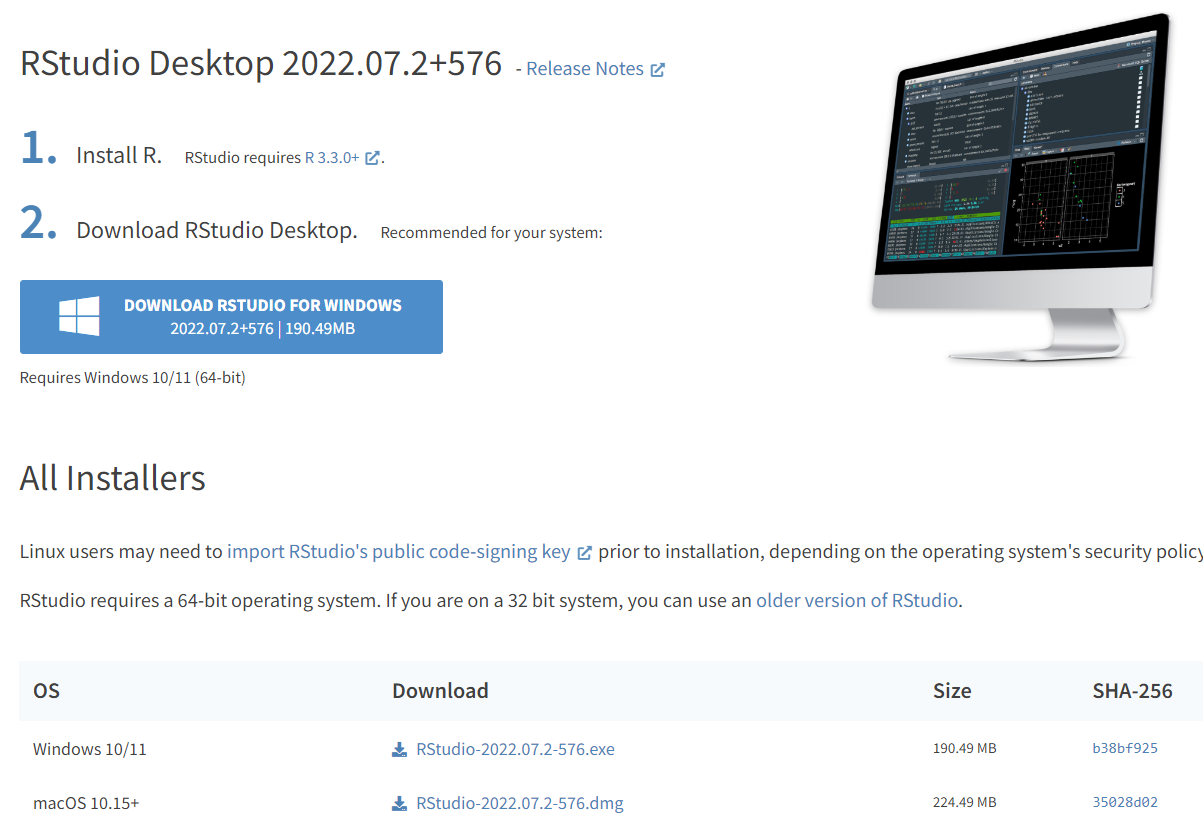 RStudio Desktop 2022.07.2+576 - Release Notes
1. Install R. RStudio requires R 3.3.0+.
2. Download RStudio Desktop. Recommended for your system:
DOWNLOAD RSTUDIO FOR WINDOWS
2022.07.2+576 | 190.49MB
Requires Windows 10/11 (64-bit)
All Installers
Linux users may need to import RStudio's public code-signing key prior to installation, depending on the operating system's security policy
RStudio requires a 64-bit operating system. If you are on a 32 bit system, you can use an older version of RStudio.
OS Download Size SHA-256
Windows 10/11 RStudio-2022.07.2-576.exe 190.49 MB b38bf925
macOS 10.15+ RStudio-2022.07.2-576.dmg 224.49 MB 35028d02